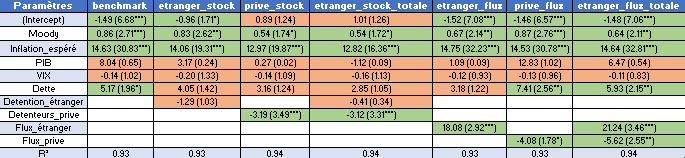 Paramètres benchmark etranger_stock prive_stock etranger_stock_totale etranger_flux prive_flux etranger_flux_totale
(Intercept) -1.49 (6.68***) -0.96 (1.71*) 0.89 (1.24) 1.01 (1.26) -1.52 (7.08***) -1.46 (6.57***) -1.48 (7.06***)
Moody 0.86 (2.71***) 0.83 (2.62**) 0.54 (1.74*) 0.54 (1.72*) 0.67 (2.14**) 0.87 (2.76***) 0.64 (2.11**)
Inflation_espéré 14.63 (30.83***) 14.06 (19.31***) 12.97 (19.87***) 12.82 (16.36***) 14.75 (32.23***) 14.53 (30.78***) 14.64 (32.81***)
PIB 8.04 (0.65) 3.17 (0.24) 0.27 (0.02) -1.12 (0.09) 1.09 (0.09) 12.83 (1.02) 6.47 (0.54)
VIX -0.14 (1.02) -0.20 (1.33) -0.14 (1.09) -0.16 (1.13) -0.12 (0.93) -0.13 (0.96) -0.11 (0.83)
Dette 5.17 (1.96*) 4.05 (1.42) 3.16 (1.24) 2.85 (1.05) 3.18 (1.22) 7.41 (2.56**) 5.93 (2.15**)
Detention_étranger -1.29 (1.03) -0.41 (0.34)
Detenteurs_prive -3.19 (3.49***) -3.12 (3.31***)
Flux_étranger 18.08 (2.92***) 21.24 (3.46***)
Flux_prive -4.08 (1.78*) -5.62 (2.55**)
R² 0.93 0.93 0.94 0.94 0.93 0.93 0.94